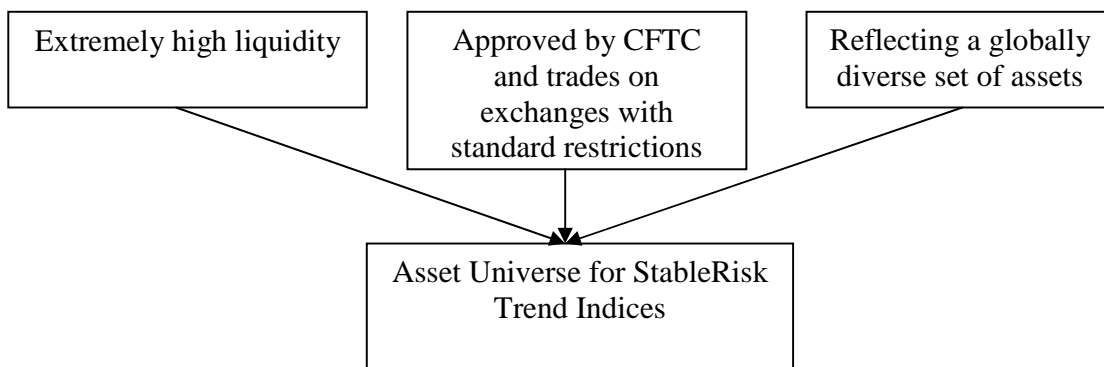 Extremely high liquidity
Approved by CFTC
and trades on
exchanges with
standard restrictions
Reflecting a globally
diverse set of assets
Asset Universe for StableRisk
Trend Indices